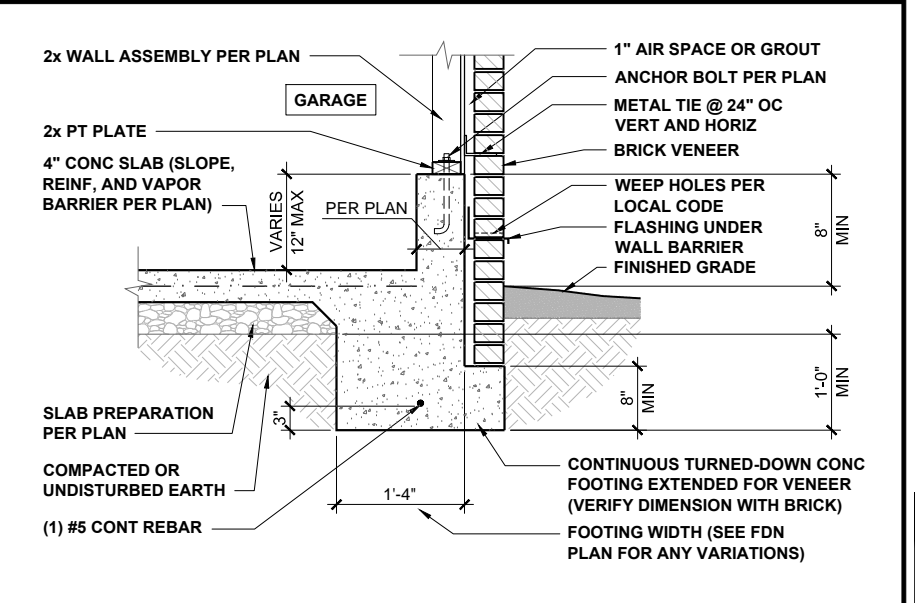 2x WALL ASSEMBLY PER PLAN
GARAGE
2x PT PLATE
4" CONC SLAB (SLOPE,
REINF, AND VAPOR
BARRIER PER PLAN)
VARIES
12" MAX
PER PLAN
1" AIR SPACE OR GROUT
ANCHOR BOLT PER PLAN
METAL TIE @ 24" OC
VERT AND HORIZ
BRICK VENEER
WEEP HOLES PER
LOCAL CODE
FLASHING UNDER
WALL BARRIER
FINISHED GRADE
8"
MIN
8"
MIN
1'-0"
MIN
3"
SLAB PREPARATION
PER PLAN
COMPACTED OR
UNDISTURBED EARTH
(1) #5 CONT REBAR
1'-4"
CONTINUOUS TURNED-DOWN CONC
FOOTING EXTENDED FOR VENEER
(VERIFY DIMENSION WITH BRICK)
FOOTING WIDTH (SEE FDN
PLAN FOR ANY VARIATIONS)